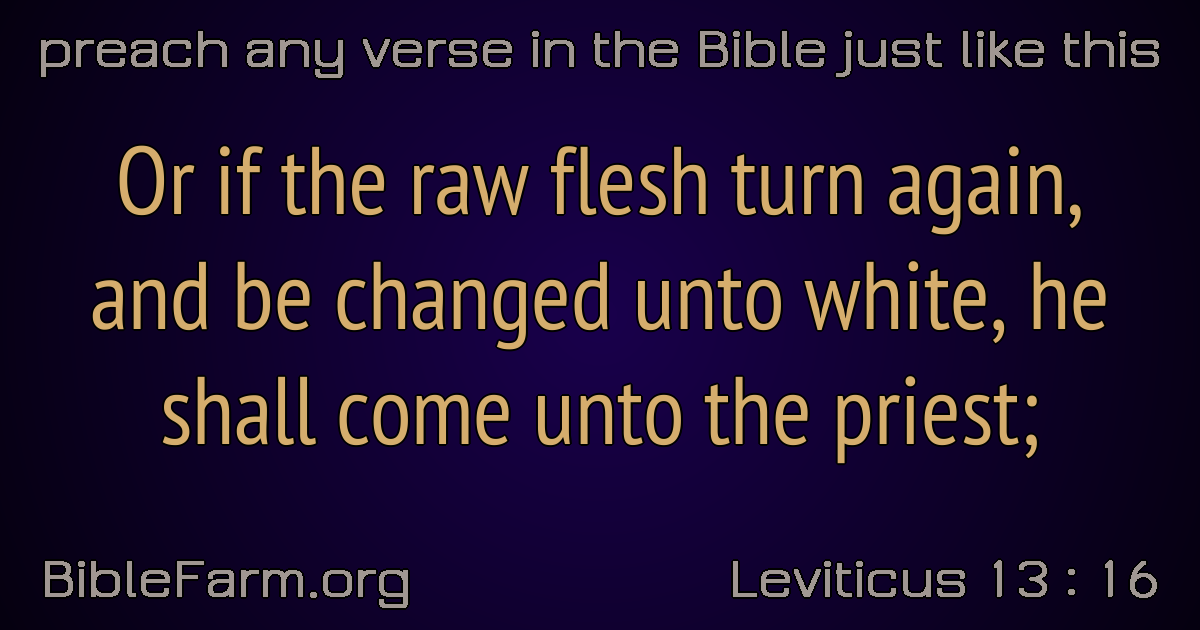 preach any verse in the Bible just like this
Or if the raw flesh turn again,
and be changed unto white, he
shall come unto the priest;
BibleFarm.org
Leviticus 13 : 16